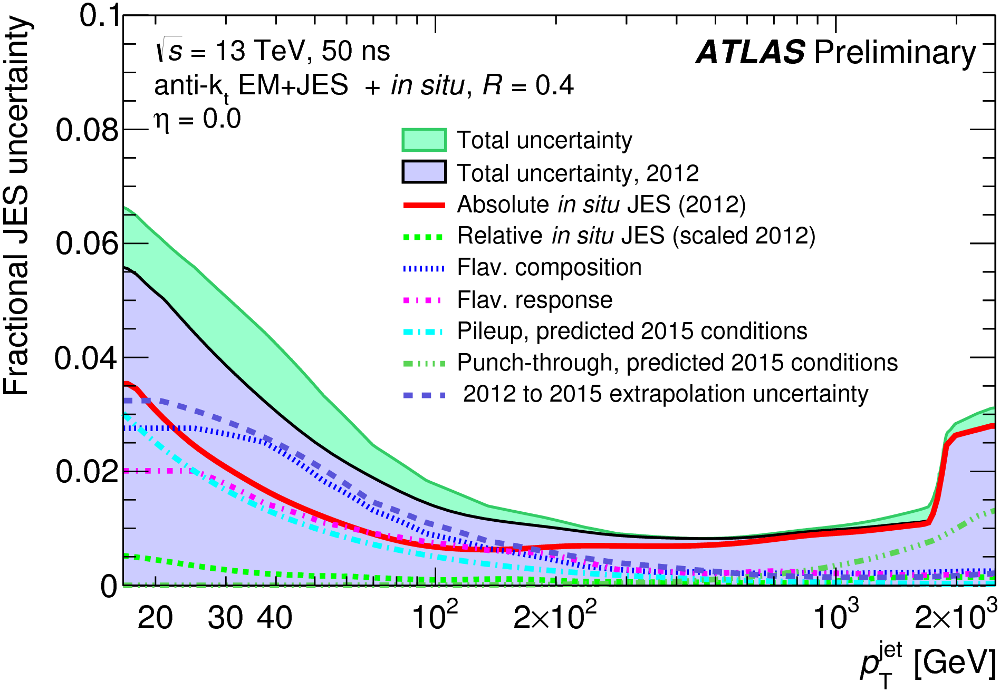 0.1
0.08
0.06
0.04
0.02
0
Fractional JES uncertainty
√s = 13 TeV, 50 ns
anti-kt EM+JES + in situ, R = 0.4
η = 0.0
ATLAS Preliminary
Total uncertainty
Total uncertainty, 2012
Absolute in situ JES (2012)
Relative in situ JES (scaled 2012)
Flav. composition
Flav. response
Pileup, predicted 2015 conditions
Punch-through, predicted 2015 conditions
2012 to 2015 extrapolation uncertainty
20 30 40 10² 2×10² 10³ 2×10³
pT^jet [GeV]